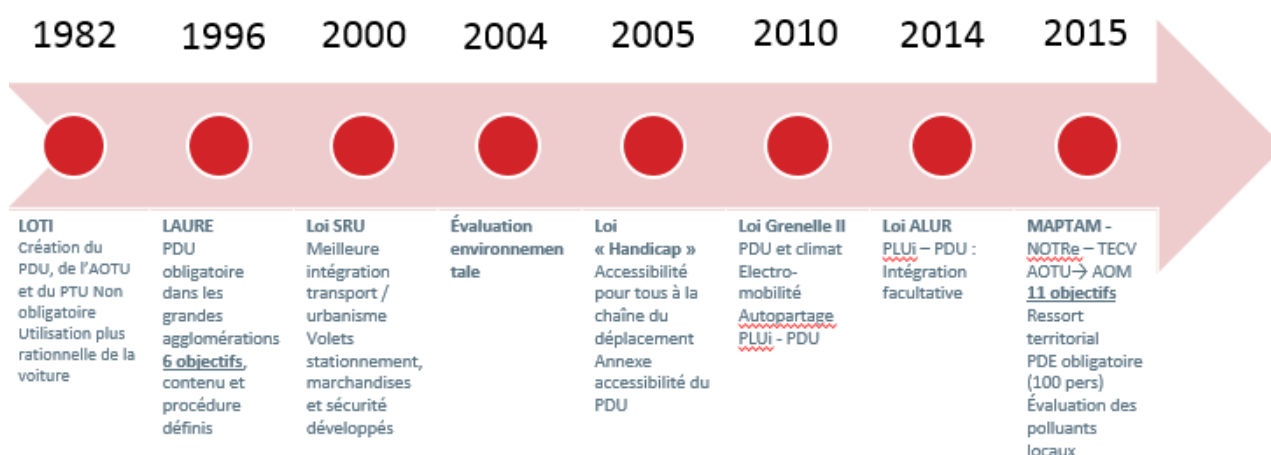 1982
1996
2000
2004
2005
2010
2014
2015
LOTI
Création du
PDU, de l'AOTU
et du PTU Non
obligatoire
Utilisation plus
rationnelle de la
voiture
LAURE
PDU
obligatoire
dans les
grandes
agglomérations
6 objectifs,
contenu et
procédure
définis
Loi SRU
Meilleure
intégration
transport /
urbanisme
Volets
stationnement,
marchandises
et sécurité
développés
Évaluation
environnemen
tale
Loi
« Handicap »
Accessibilité
pour tous à la
chaîne du
déplacement
Annexe
accessibilité du
PDU
Loi Grenelle II
PDU et climat
Electro-
mobilité
Autopartage
PLUi - PDU
Loi ALUR
PLUi – PDU :
Intégration
facultative
MAPTAM -
NOTRe – TECV
AOTU→ AOM
11 objectifs
Ressort
territorial
PDE obligatoire
(100 pers)
Évaluation des
polluants
locaux